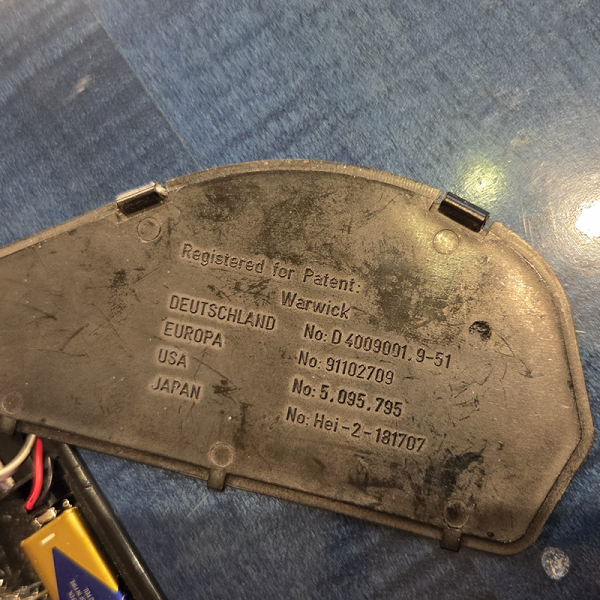 Registered for Patent:
Warwick
DEUTSCHLAND No: D 4009001.9-51
EUROPA No: 91102709
USA No: 5,095,795
JAPAN No: Hei-2-181707